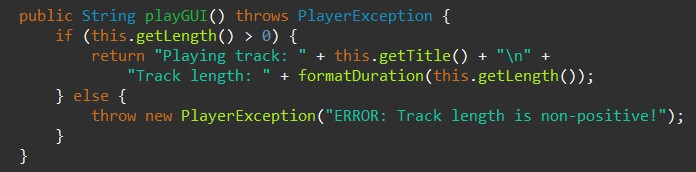 public String playGUI() throws PlayerException {
    if (this.getLength() > 0) {
        return "Playing track: " + this.getTitle() + "\n" +
            "Track length: " + formatDuration(this.getLength());
    } else {
        throw new PlayerException("ERROR: Track length is non-positive!");
    }
}